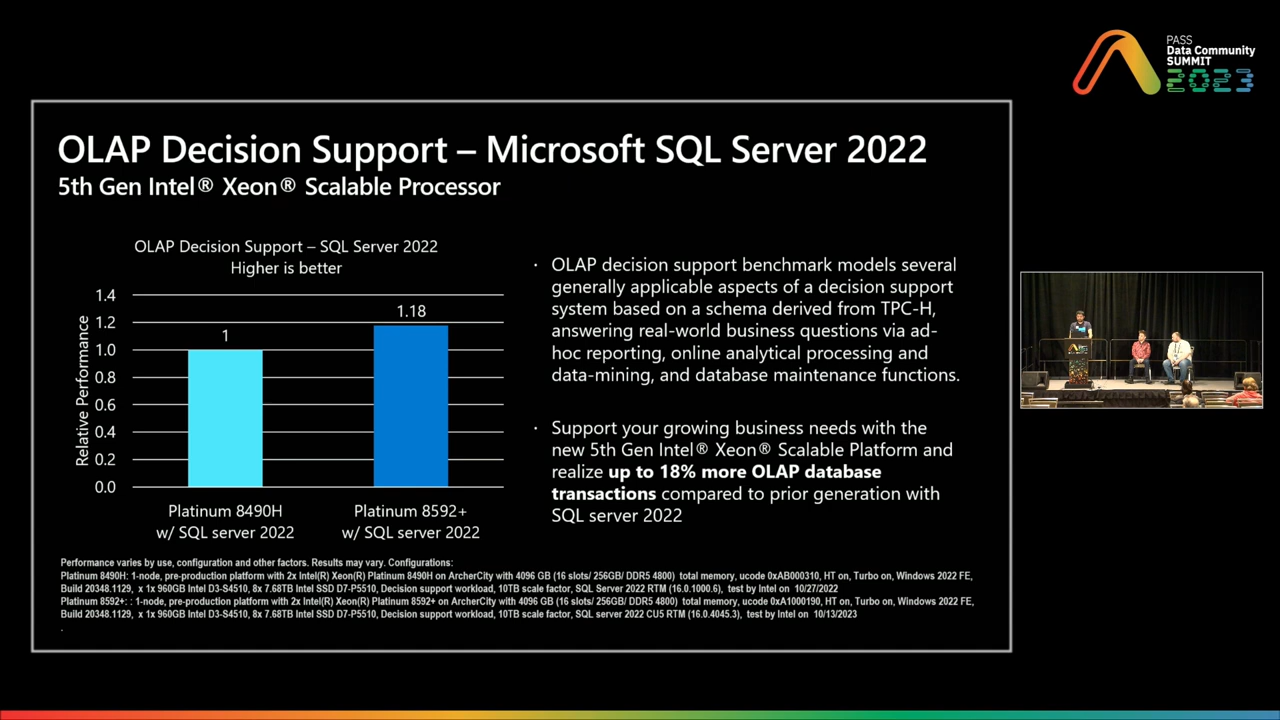 PASS
Data Community
SUMMIT
2023
OLAP Decision Support – Microsoft SQL Server 2022
5th Gen Intel® Xeon® Scalable Processor
OLAP Decision Support – SQL Server 2022
Higher is better
Relative Performance
1.4
1.2
1.0
0.8
0.6
0.4
0.2
0.0
1
1.18
Platinum 8490H
w/ SQL server 2022
Platinum 8592+
w/ SQL server 2022
· OLAP decision support benchmark models several
generally applicable aspects of a decision support
system based on a schema derived from TPC-H,
answering real-world business questions via ad-
hoc reporting, online analytical processing and
data-mining, and database maintenance functions.
· Support your growing business needs with the
new 5th Gen Intel® Xeon® Scalable Platform and
realize up to 18% more OLAP database
transactions compared to prior generation with
SQL server 2022
Performance varies by use, configuration and other factors. Results may vary. Configurations:
Platinum 8490H: 1-node, pre-production platform with 2x Intel(R) Xeon(R) Platinum 8490H on ArcherCity with 4096 GB (16 slots/ 256GB/ DDR5 4800) total memory, ucode 0xAB000310, HT on, Turbo on, Windows 2022 FE,
Build 20348.1129, x 1x 960GB Intel D3-S4510, 8x 7.68TB Intel SSD D7-P5510, Decision support workload, 10TB scale factor, SQL Server 2022 RTM (16.0.1000.6), test by Intel on 10/27/2022
Platinum 8592+: : 1-node, pre-production platform with 2x Intel(R) Xeon(R) Platinum 8592+ on ArcherCity with 4096 GB (16 slots/ 256GB/ DDR5 4800) total memory, ucode 0xA1000190, HT on, Turbo on, Windows 2022 FE,
Build 20348.1129, x 1x 960GB Intel D3-S4510, 8x 7.68TB Intel SSD D7-P5510, Decision support workload, 10TB scale factor, SQL server 2022 CU5 RTM (16.0.4045.3), test by Intel on 10/13/2023
.